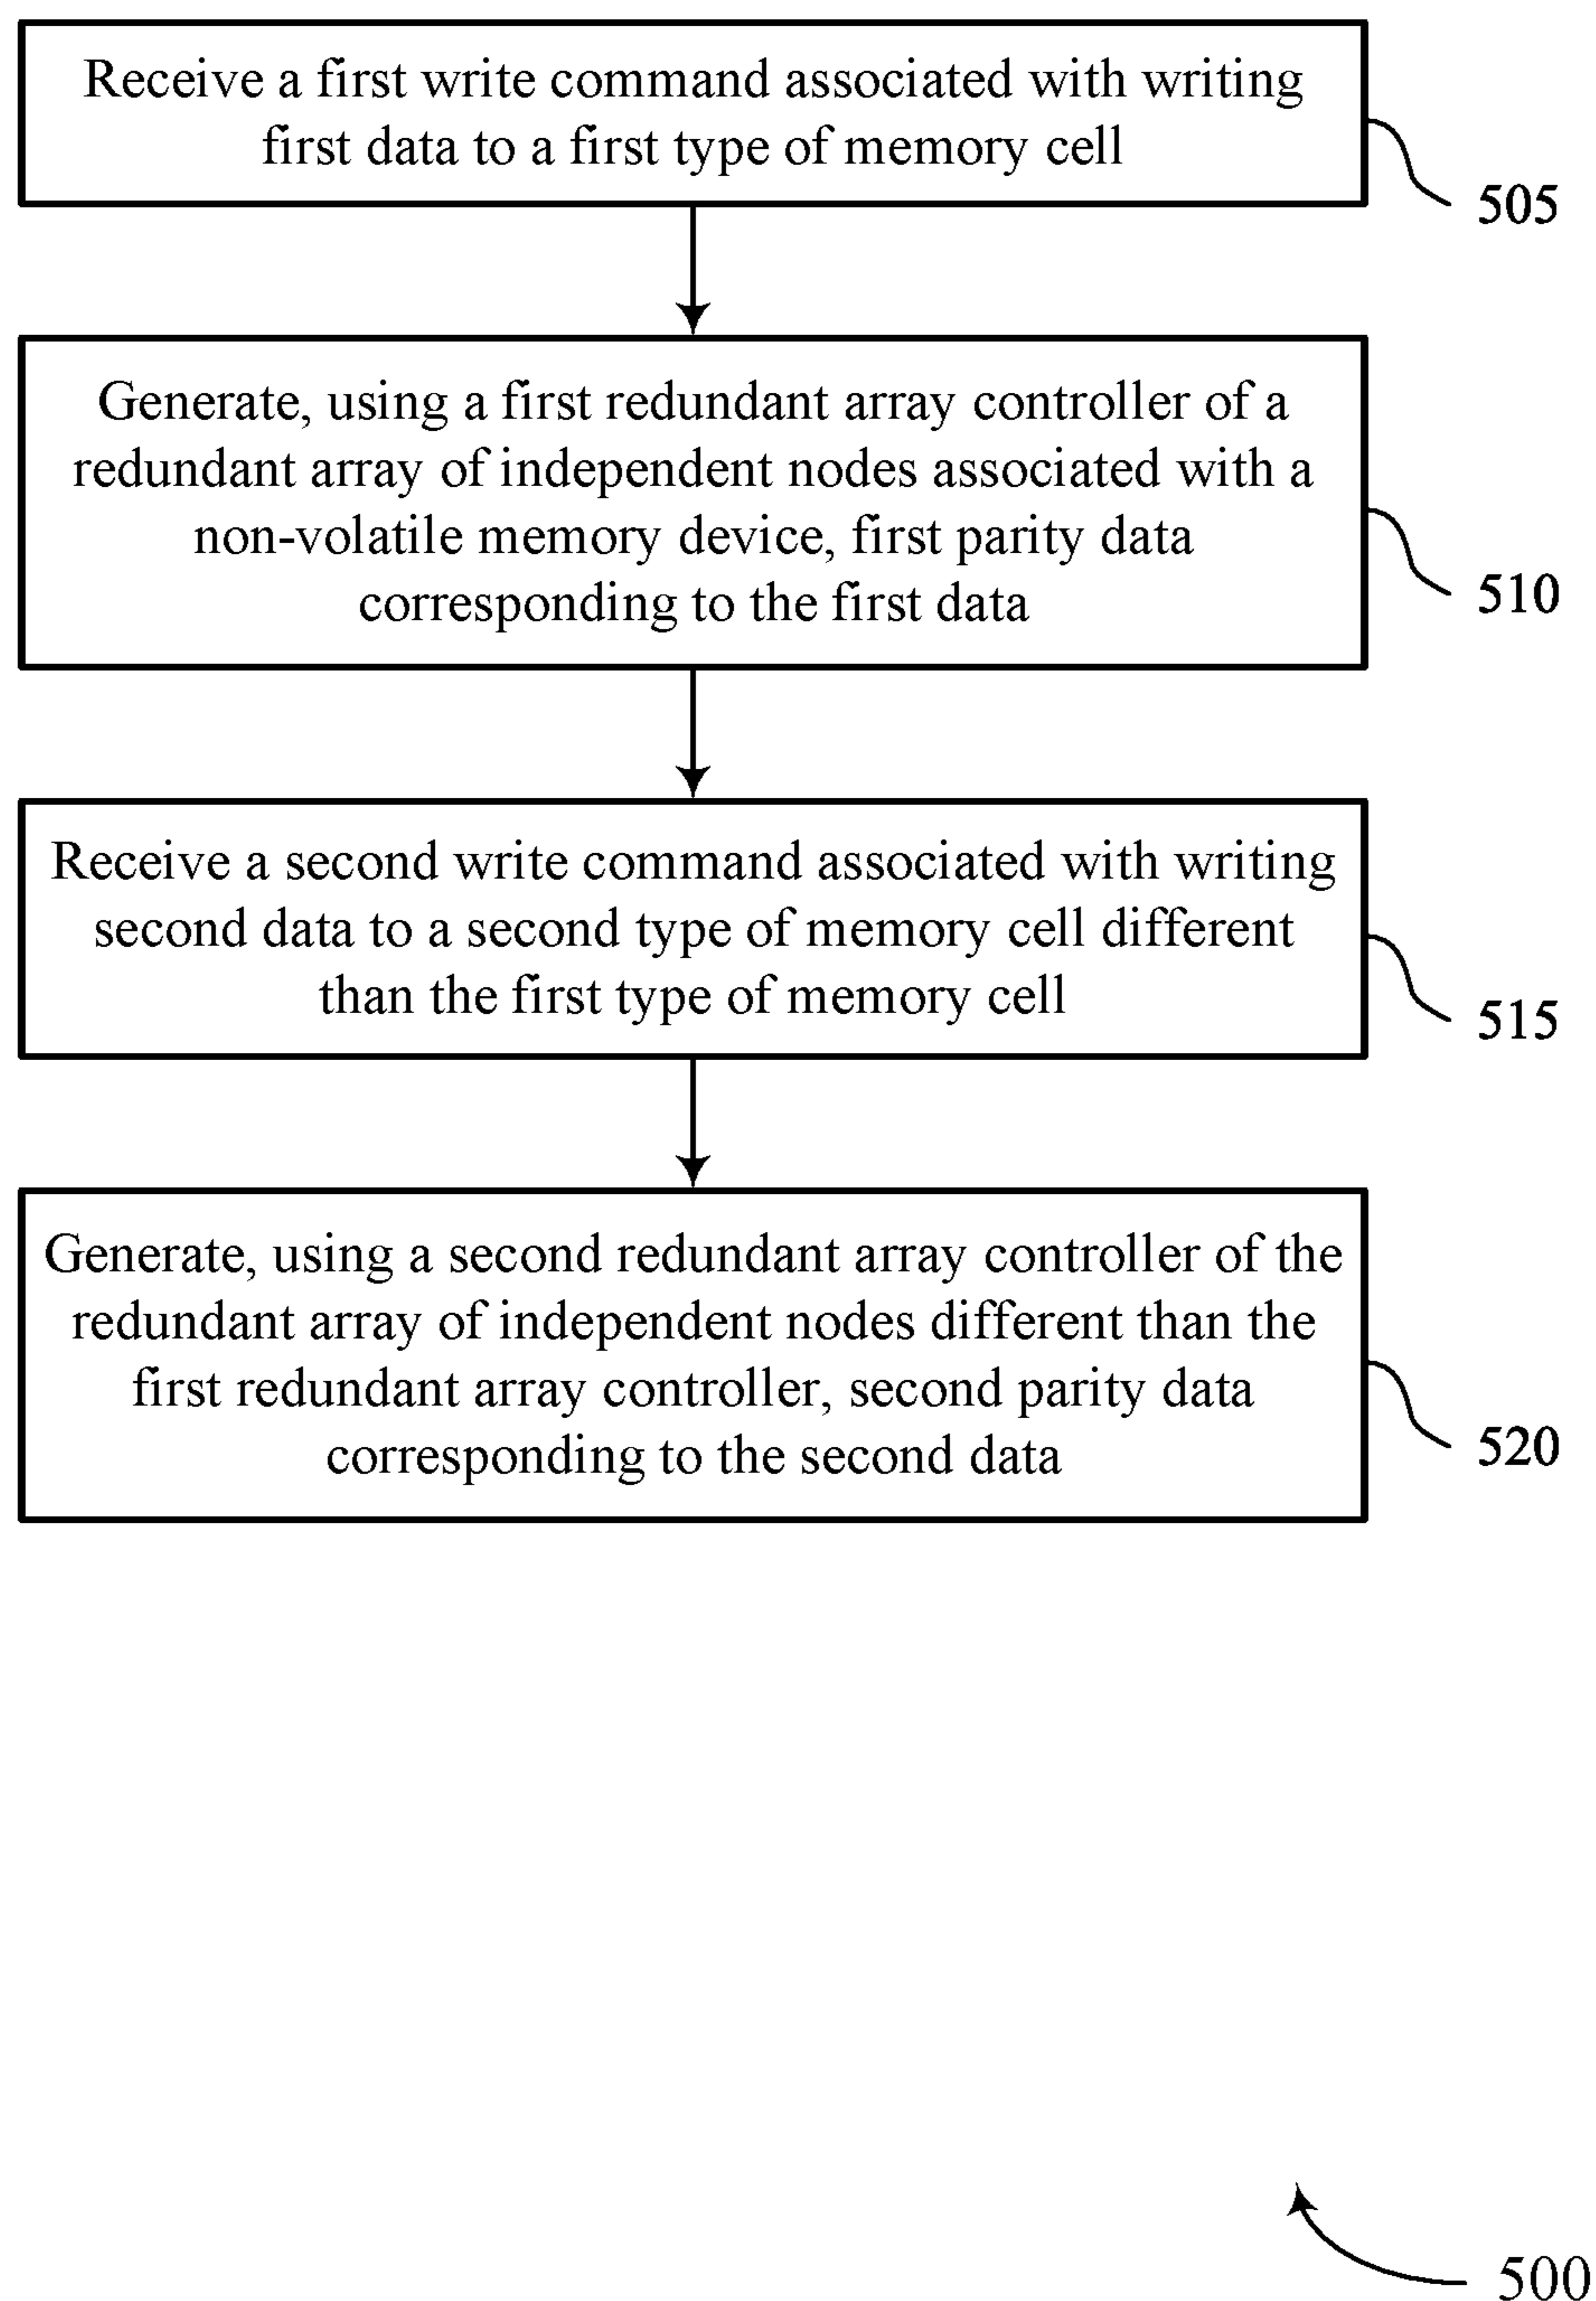 Receive a first write command associated with writing
first data to a first type of memory cell
505
Generate, using a first redundant array controller of a
redundant array of independent nodes associated with a
non-volatile memory device, first parity data
corresponding to the first data
510
Receive a second write command associated with writing
second data to a second type of memory cell different
than the first type of memory cell
515
Generate, using a second redundant array controller of the
redundant array of independent nodes different than the
first redundant array controller, second parity data
corresponding to the second data
520
500